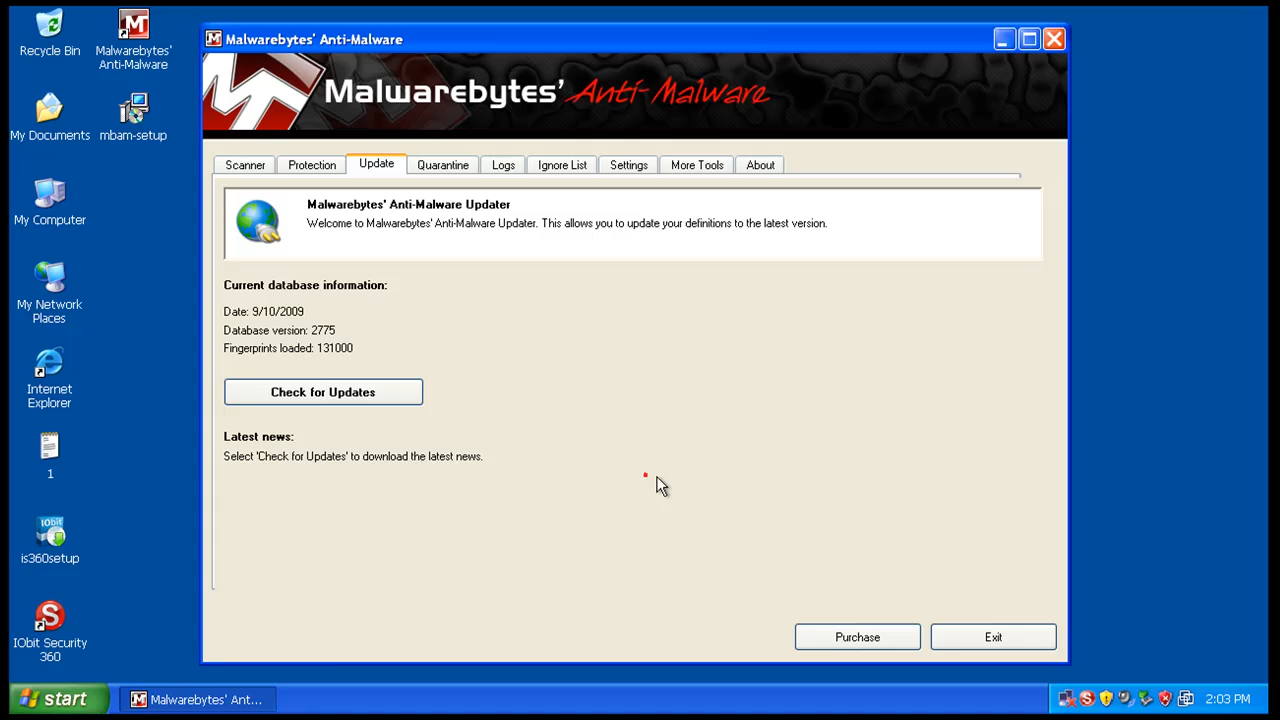 Recycle Bin
Malwarebytes'
Anti-Malware
My Documents
mbam-setup
My Computer
My Network
Places
Internet
Explorer
1
IObit
is360setup
IObit Security
360
Malwarebytes' Anti-Malware
Malwarebytes' Anti-Malware
Scanner
Protection
Update
Quarantine
Logs
Ignore List
Settings
More Tools
About
Malwarebytes' Anti-Malware Updater
Welcome to Malwarebytes' Anti-Malware Updater. This allows you to update your definitions to the latest version.
Current database information:
Date: 9/10/2009
Database version: 2775
Fingerprints loaded: 131000
Check for Updates
Latest news:
Select 'Check for Updates' to download the latest news.
Purchase
Exit
start
Malwarebytes' Ant...
2:03 PM